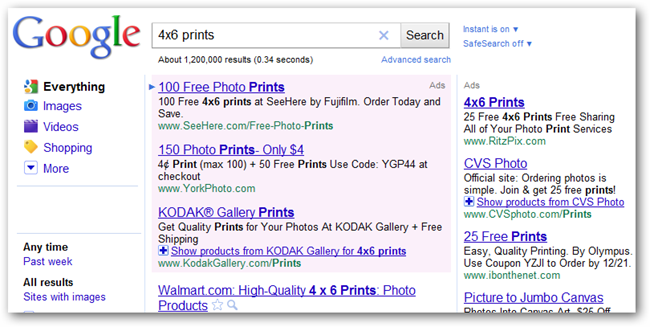 Google
4x6 prints
Search
Instant is on ▼
SafeSearch off ▼
About 1,200,000 results (0.34 seconds)
Advanced search
Everything
Images
Videos
Shopping
More
Any time
Past week
All results
Sites with images
Ads
100 Free Photo Prints
100 Free 4x6 prints at SeeHere by Fujifilm. Order Today and
Save.
www.SeeHere.com/Free-Photo-Prints
150 Photo Prints- Only $4
4¢ Print (max 100) + 50 Free Prints Use Code: YGP44 at
checkout
www.YorkPhoto.com
KODAK® Gallery Prints
Get Quality Prints for Your Photos At KODAK Gallery + Free
Shipping
Show products from KODAK Gallery for 4x6 prints
www.KodakGallery.com/Prints
Walmart.com: High-Quality 4 x 6 Prints: Photo
Products
Ads
4x6 Prints
25 Free 4x6 Prints Free Sharing
All of Your Photo Print Services
www.RitzPix.com
CVS Photo
Official site: Ordering photos is
simple. Join & get 25 free prints!
Show products from CVS Photo
www.CVSphoto.com/Prints
25 Free Prints
Easy, Quality Printing. By Olympus.
Use Coupon YZJI to Order by 12/21.
www.ibonthenet.com
Picture to Jumbo Canvas
Photos Into Canvas Art. Any Size